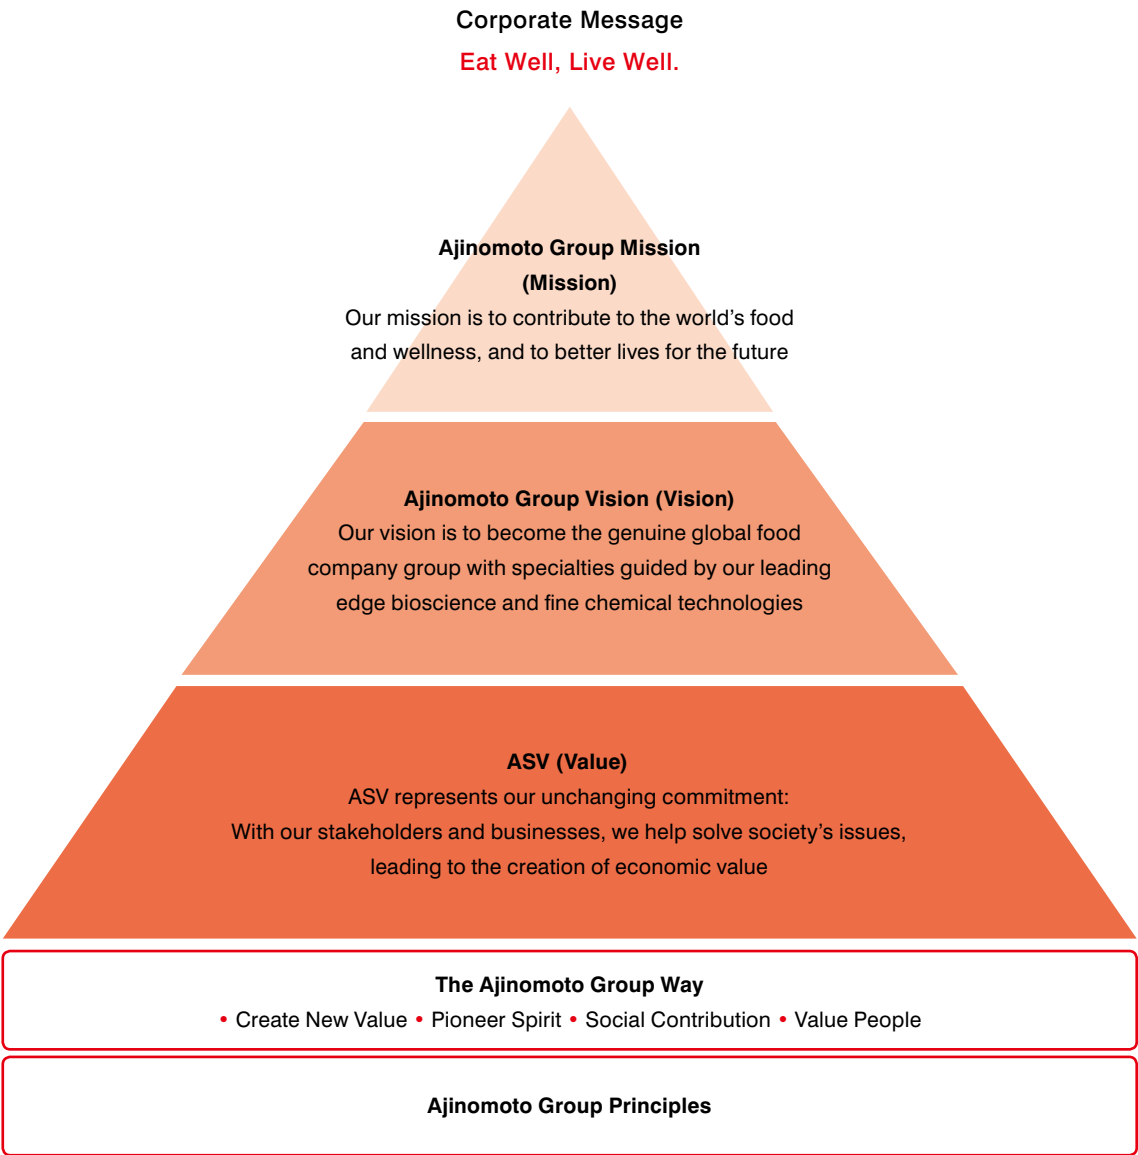 Corporate Message
Eat Well, Live Well.
Ajinomoto Group Mission
(Mission)
Our mission is to contribute to the world’s food
and wellness, and to better lives for the future
Ajinomoto Group Vision (Vision)
Our vision is to become the genuine global food
company group with specialties guided by our leading
edge bioscience and fine chemical technologies
ASV (Value)
ASV represents our unchanging commitment:
With our stakeholders and businesses, we help solve society’s issues,
leading to the creation of economic value
The Ajinomoto Group Way
• Create New Value • Pioneer Spirit • Social Contribution • Value People
Ajinomoto Group Principles